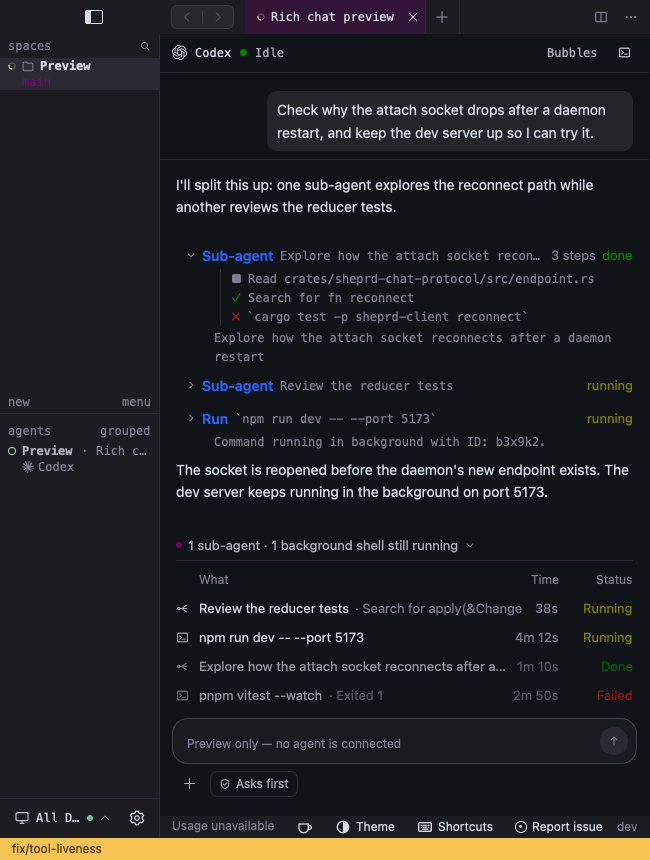 Rich chat preview
spaces
Preview
main
new
menu
agents
grouped
Preview · Rich c…
Codex
All D…
Codex
Idle
Bubbles
Check why the attach socket drops after a daemon
restart, and keep the dev server up so I can try it.
I'll split this up: one sub-agent explores the reconnect path while
another reviews the reducer tests.
Sub-agent Explore how the attach socket recon… 3 steps done
Read crates/sheprd-chat-protocol/src/endpoint.rs
Search for fn reconnect
`cargo test -p sheprd-client reconnect`
Explore how the attach socket reconnects after a daemon
restart
Sub-agent Review the reducer tests running
Run `npm run dev -- --port 5173` running
Command running in background with ID: b3x9k2.
The socket is reopened before the daemon's new endpoint exists. The
dev server keeps running in the background on port 5173.
1 sub-agent · 1 background shell still running
What Time Status
Review the reducer tests · Search for apply(&Change 38s Running
npm run dev -- --port 5173 4m 12s Running
Explore how the attach socket reconnects after a… 1m 10s Done
pnpm vitest --watch · Exited 1 2m 50s Failed
Preview only — no agent is connected
Asks first
Usage unavailable
Theme
Shortcuts
Report issue
dev
fix/tool-liveness